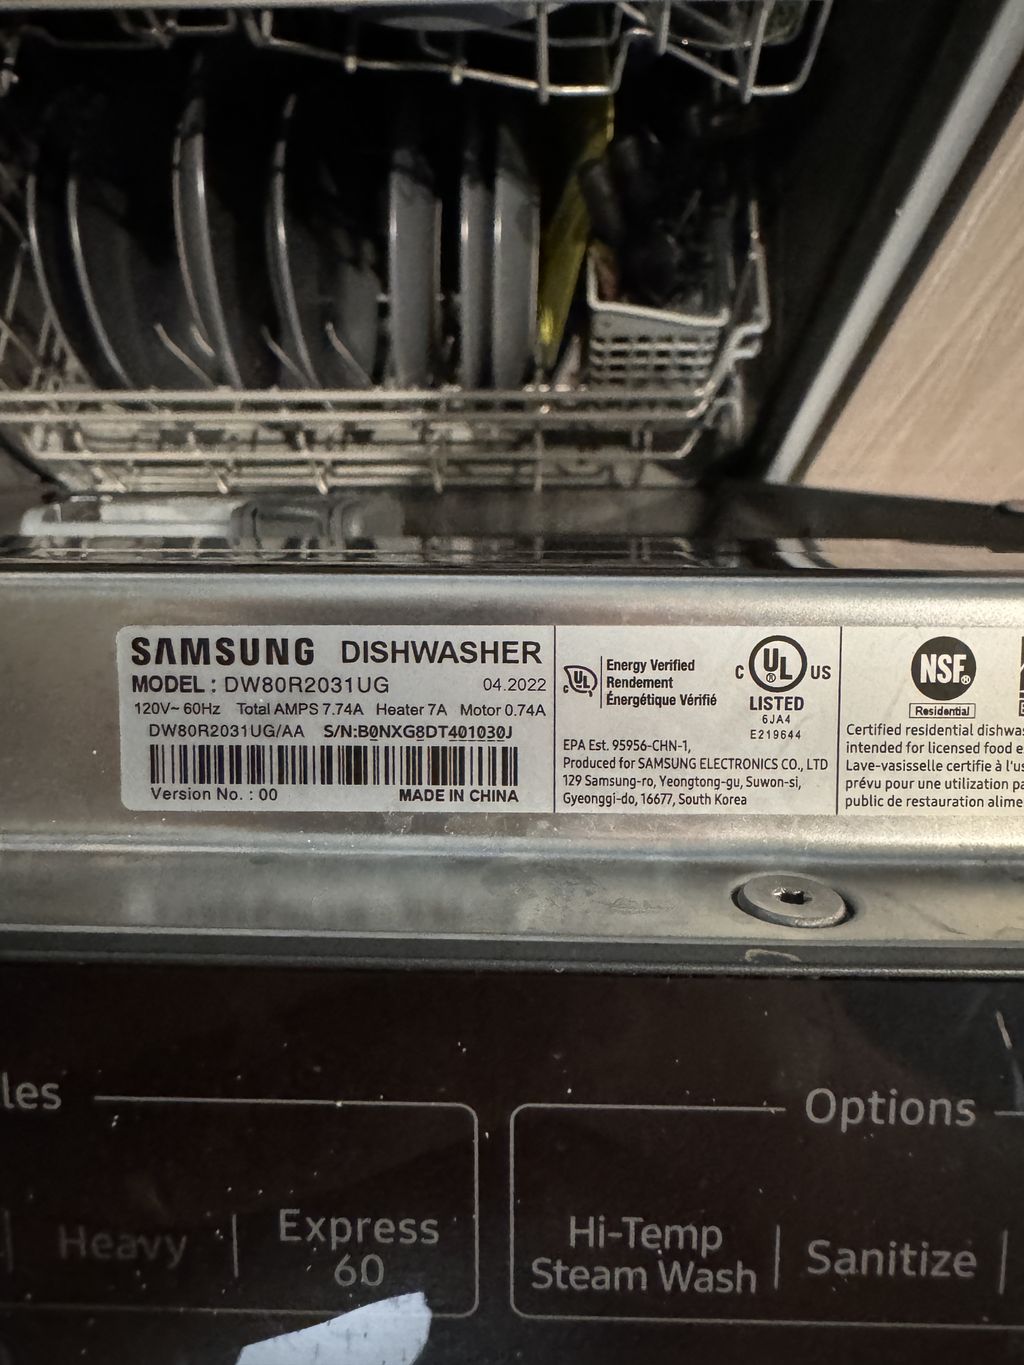 SAMSUNG DISHWASHER
MODEL : DW80R2031UG 04.2022
120V~ 60Hz Total AMPS 7.74A Heater 7A Motor 0.74A
DW80R2031UG/AA S/N:B0NXG8DT401030J
Version No. : 00 MADE IN CHINA
UL
Energy Verified
Rendement
Énergétique Vérifié
C UL ® US
LISTED
6JA4
E219644
EPA Est. 95956-CHN-1,
Produced for SAMSUNG ELECTRONICS CO., LTD
129 Samsung-ro, Yeongtong-gu, Suwon-si,
Gyeonggi-do, 16677, South Korea
NSF®
Residential
Certified residential dishwas
intended for licensed food e
Lave-vaisselle certifie à l'us
prévu pour une utilization pa
public de restauration alime
les
Heavy
Express
60
Options
Hi-Temp
Steam Wash
Sanitize